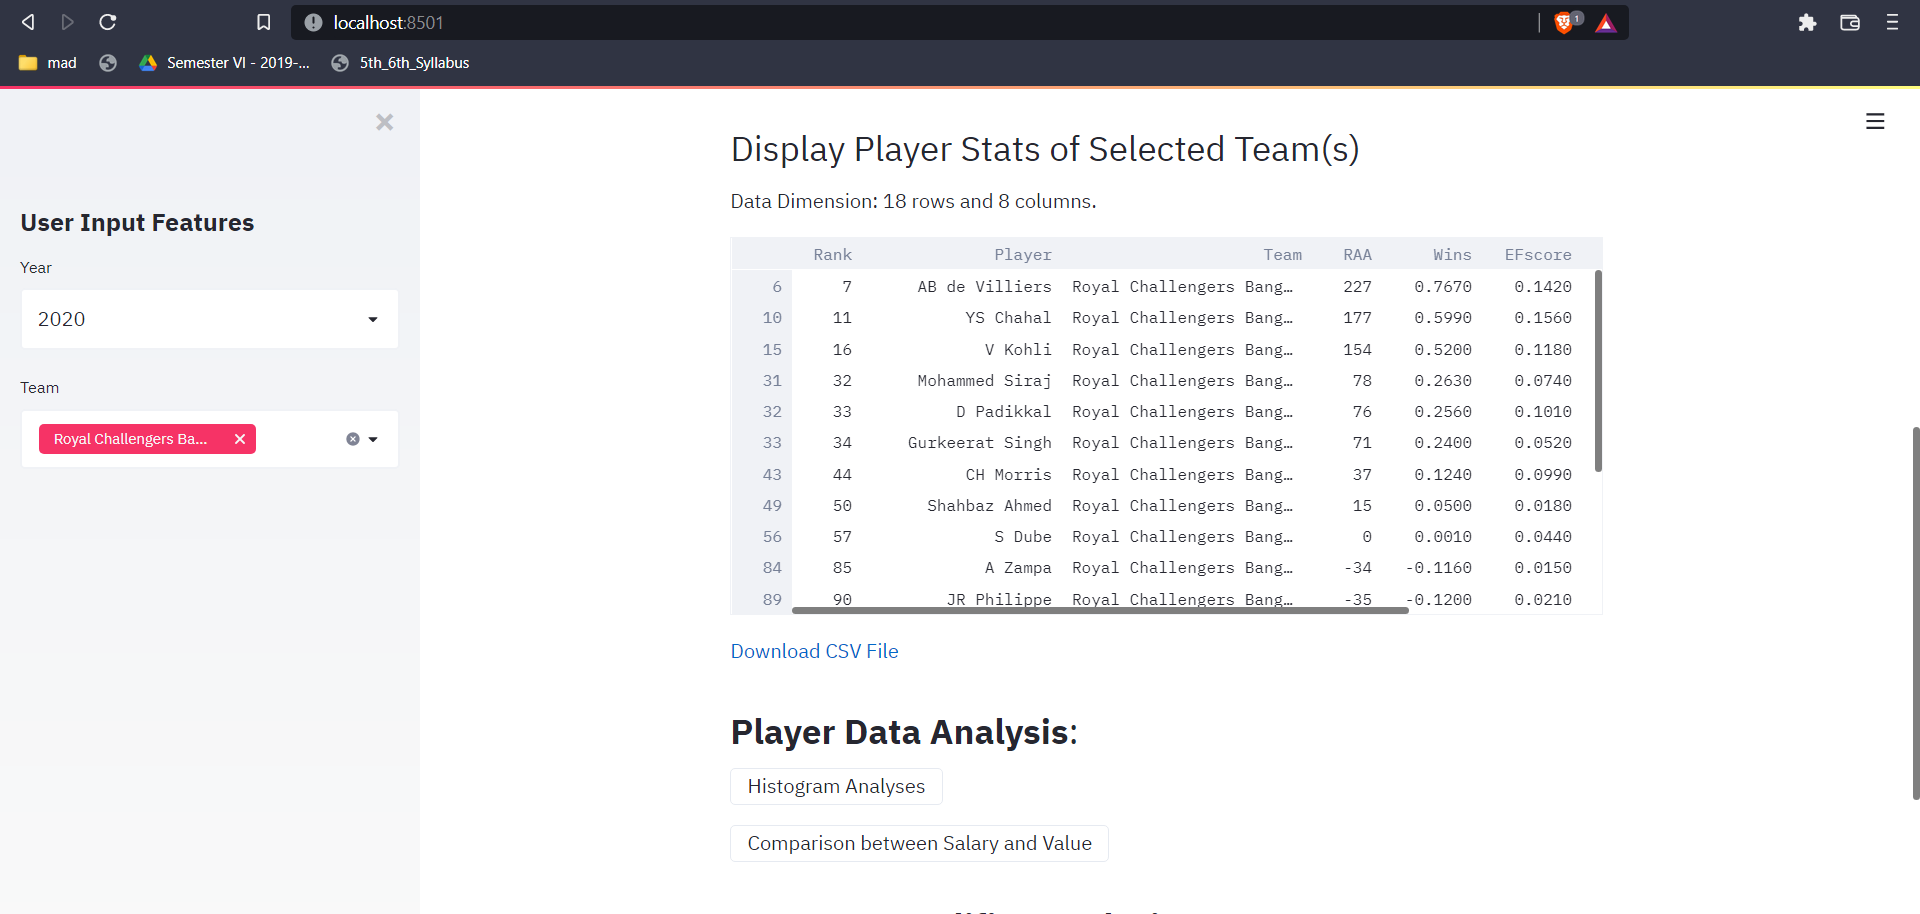 localhost:8501
1
mad
Semester VI - 2019-...
5th_6th_Syllabus
User Input Features
Year
2020
Team
Royal Challengers Ba...
Display Player Stats of Selected Team(s)
Data Dimension: 18 rows and 8 columns.
Rank Player Team RAA Wins EFscore
6 7 AB de Villiers Royal Challengers Bang… 227 0.7670 0.1420
10 11 YS Chahal Royal Challengers Bang… 177 0.5990 0.1560
15 16 V Kohli Royal Challengers Bang… 154 0.5200 0.1180
31 32 Mohammed Siraj Royal Challengers Bang… 78 0.2630 0.0740
32 33 D Padikkal Royal Challengers Bang… 76 0.2560 0.1010
33 34 Gurkeerat Singh Royal Challengers Bang… 71 0.2400 0.0520
43 44 CH Morris Royal Challengers Bang… 37 0.1240 0.0990
49 50 Shahbaz Ahmed Royal Challengers Bang… 15 0.0500 0.0180
56 57 S Dube Royal Challengers Bang… 0 0.0010 0.0440
84 85 A Zampa Royal Challengers Bang… -34 -0.1160 0.0150
89 90 JR Philippe Royal Challengers Bang… -35 -0.1200 0.0210
Download CSV File
Player Data Analysis:
Histogram Analyses
Comparison between Salary and Value